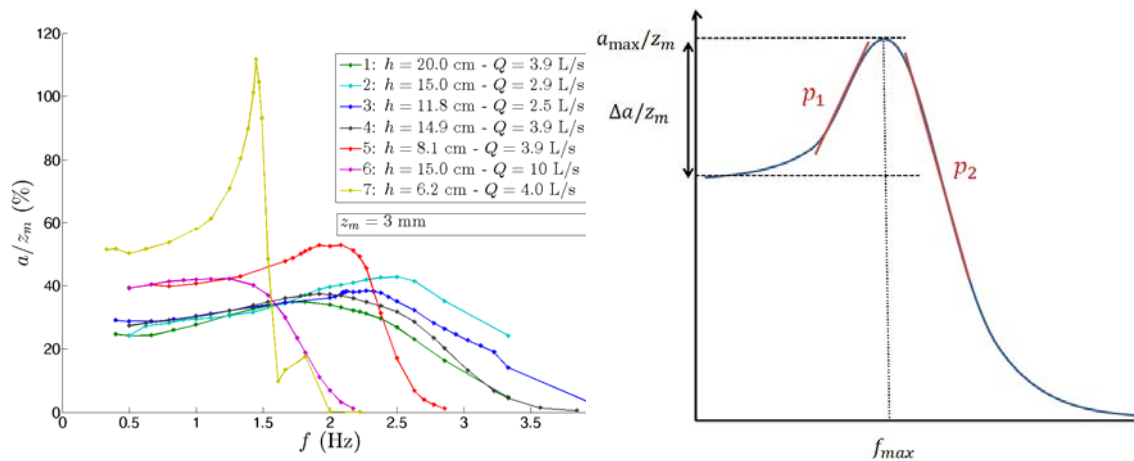 120
100
80
60
40
20
0
a/z_m (%)
0
0.5
1.0
1.5
2.0
2.5
3.0
3.5
f (Hz)
1: h = 20.0 cm - Q = 3.9 L/s
2: h = 15.0 cm - Q = 2.9 L/s
3: h = 11.8 cm - Q = 2.5 L/s
4: h = 14.9 cm - Q = 3.9 L/s
5: h = 8.1 cm - Q = 3.9 L/s
6: h = 15.0 cm - Q = 10 L/s
7: h = 6.2 cm - Q = 4.0 L/s
z_m = 3 mm
a_max/z_m
p_1
Δa/z_m
p_2
f_max